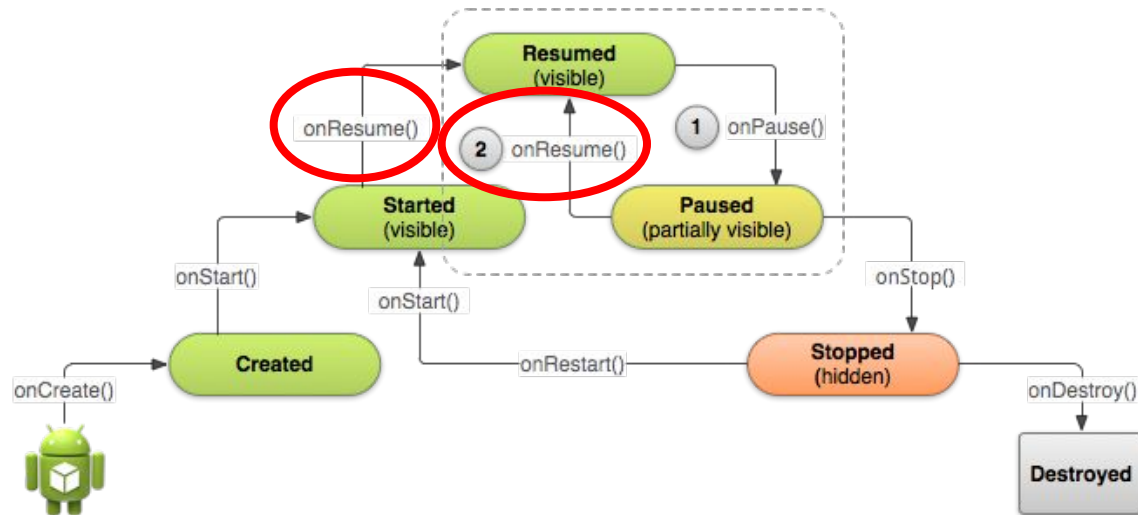 Resumed
(visible)
onResume()
2
onResume()
1
onPause()
Started
(visible)
Paused
(partially visible)
onStart()
onStart()
onStop()
Created
onRestart()
Stopped
(hidden)
onCreate()
onDestroy()
Destroyed